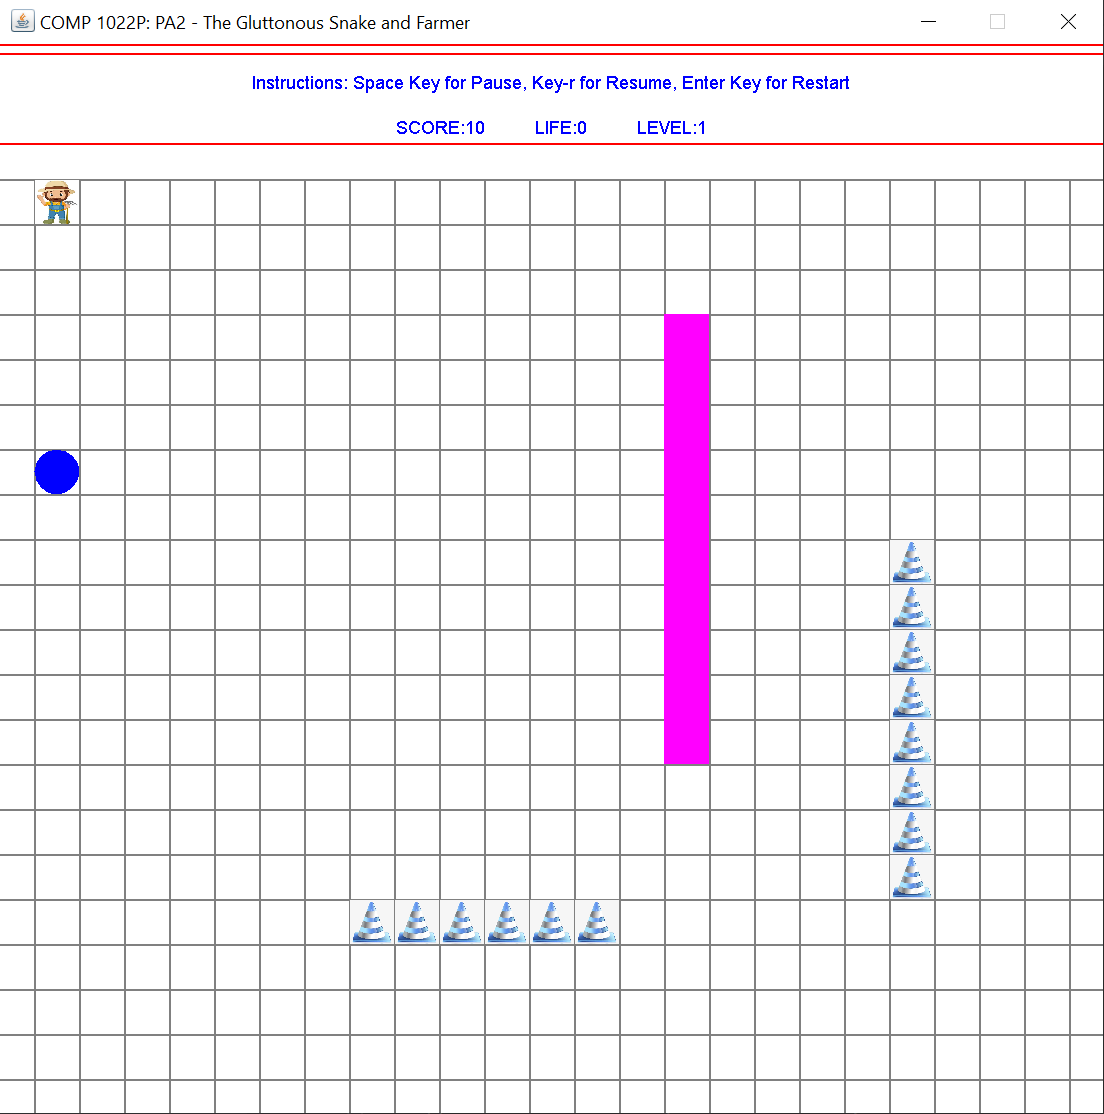 COMP 1022P: PA2 - The Gluttonous Snake and Farmer
Instructions: Space Key for Pause, Key-r for Resume, Enter Key for Restart
SCORE:10 LIFE:0 LEVEL:1